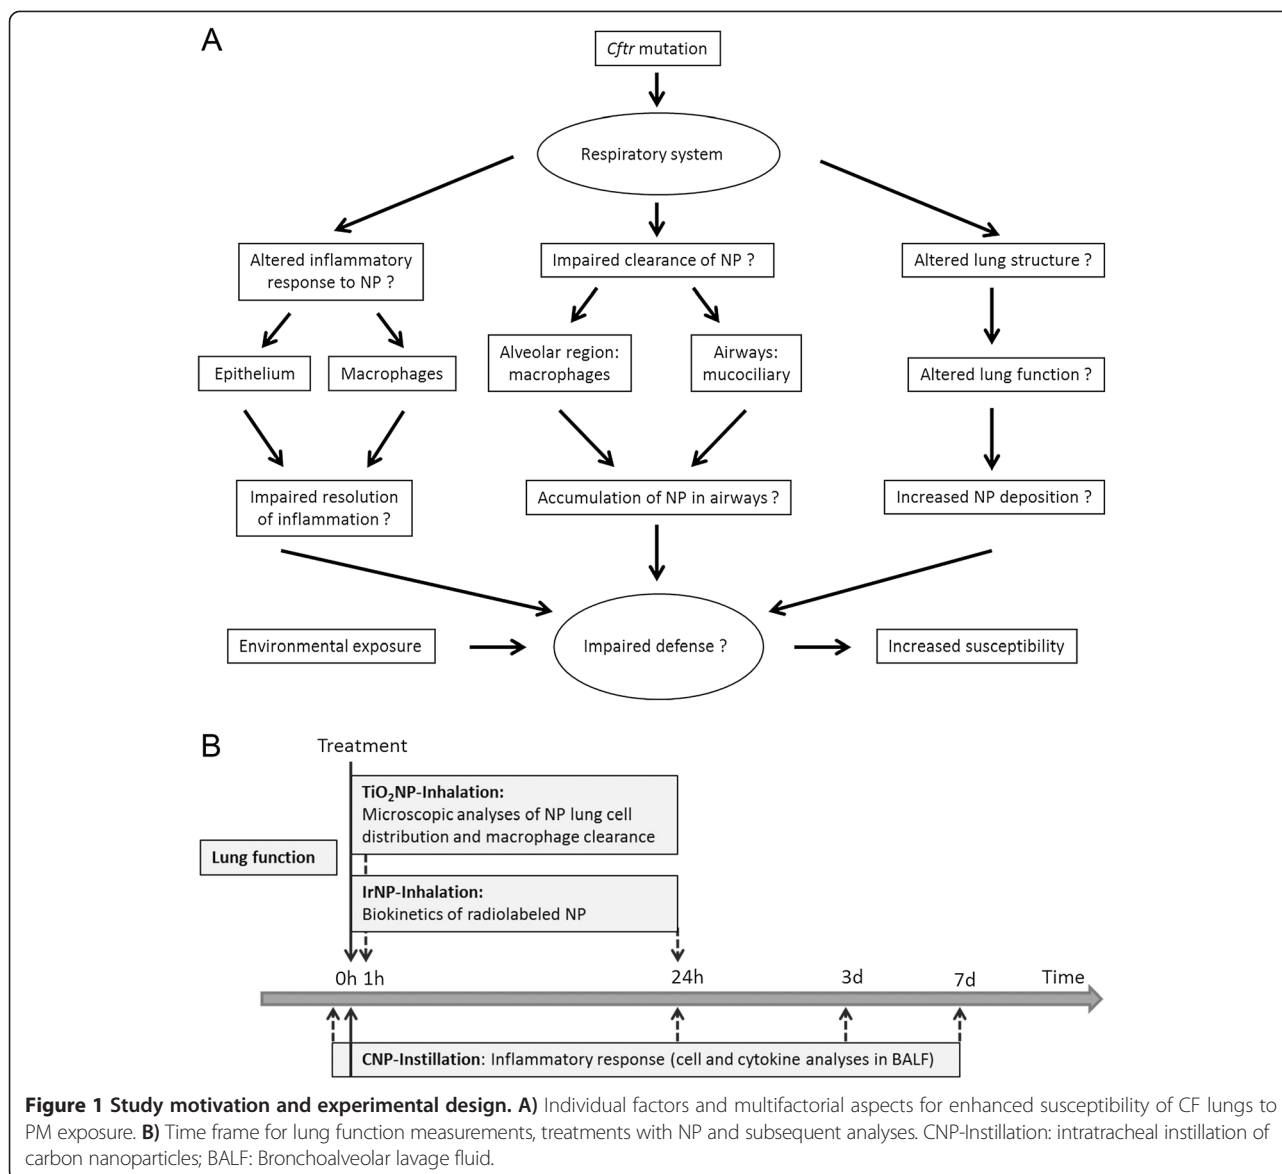 A
Cftr mutation
Respiratory system
Altered inflammatory
response to NP ?
Impaired clearance of NP ?
Altered lung structure ?
Epithelium
Macrophages
Alveolar region:
macrophages
Airways:
mucociliary
Altered lung function ?
Impaired resolution
of inflammation ?
Accumulation of NP in airways ?
Increased NP deposition ?
Environmental exposure
Impaired defense ?
Increased susceptibility
B
Treatment
TiO₂NP-Inhalation:
Microscopic analyses of NP lung cell
distribution and macrophage clearance
Lung function
IrNP-Inhalation:
Biokinetics of radiolabeled NP
0h 1h 24h 3d 7d Time
CNP-Instillation: Inflammatory response (cell and cytokine analyses in BALF)
Figure 1 Study motivation and experimental design. A) Individual factors and multifactorial aspects for enhanced susceptibility of CF lungs to
PM exposure. B) Time frame for lung function measurements, treatments with NP and subsequent analyses. CNP-Instillation: intratracheal instillation of
carbon nanoparticles; BALF: Bronchoalveolar lavage fluid.